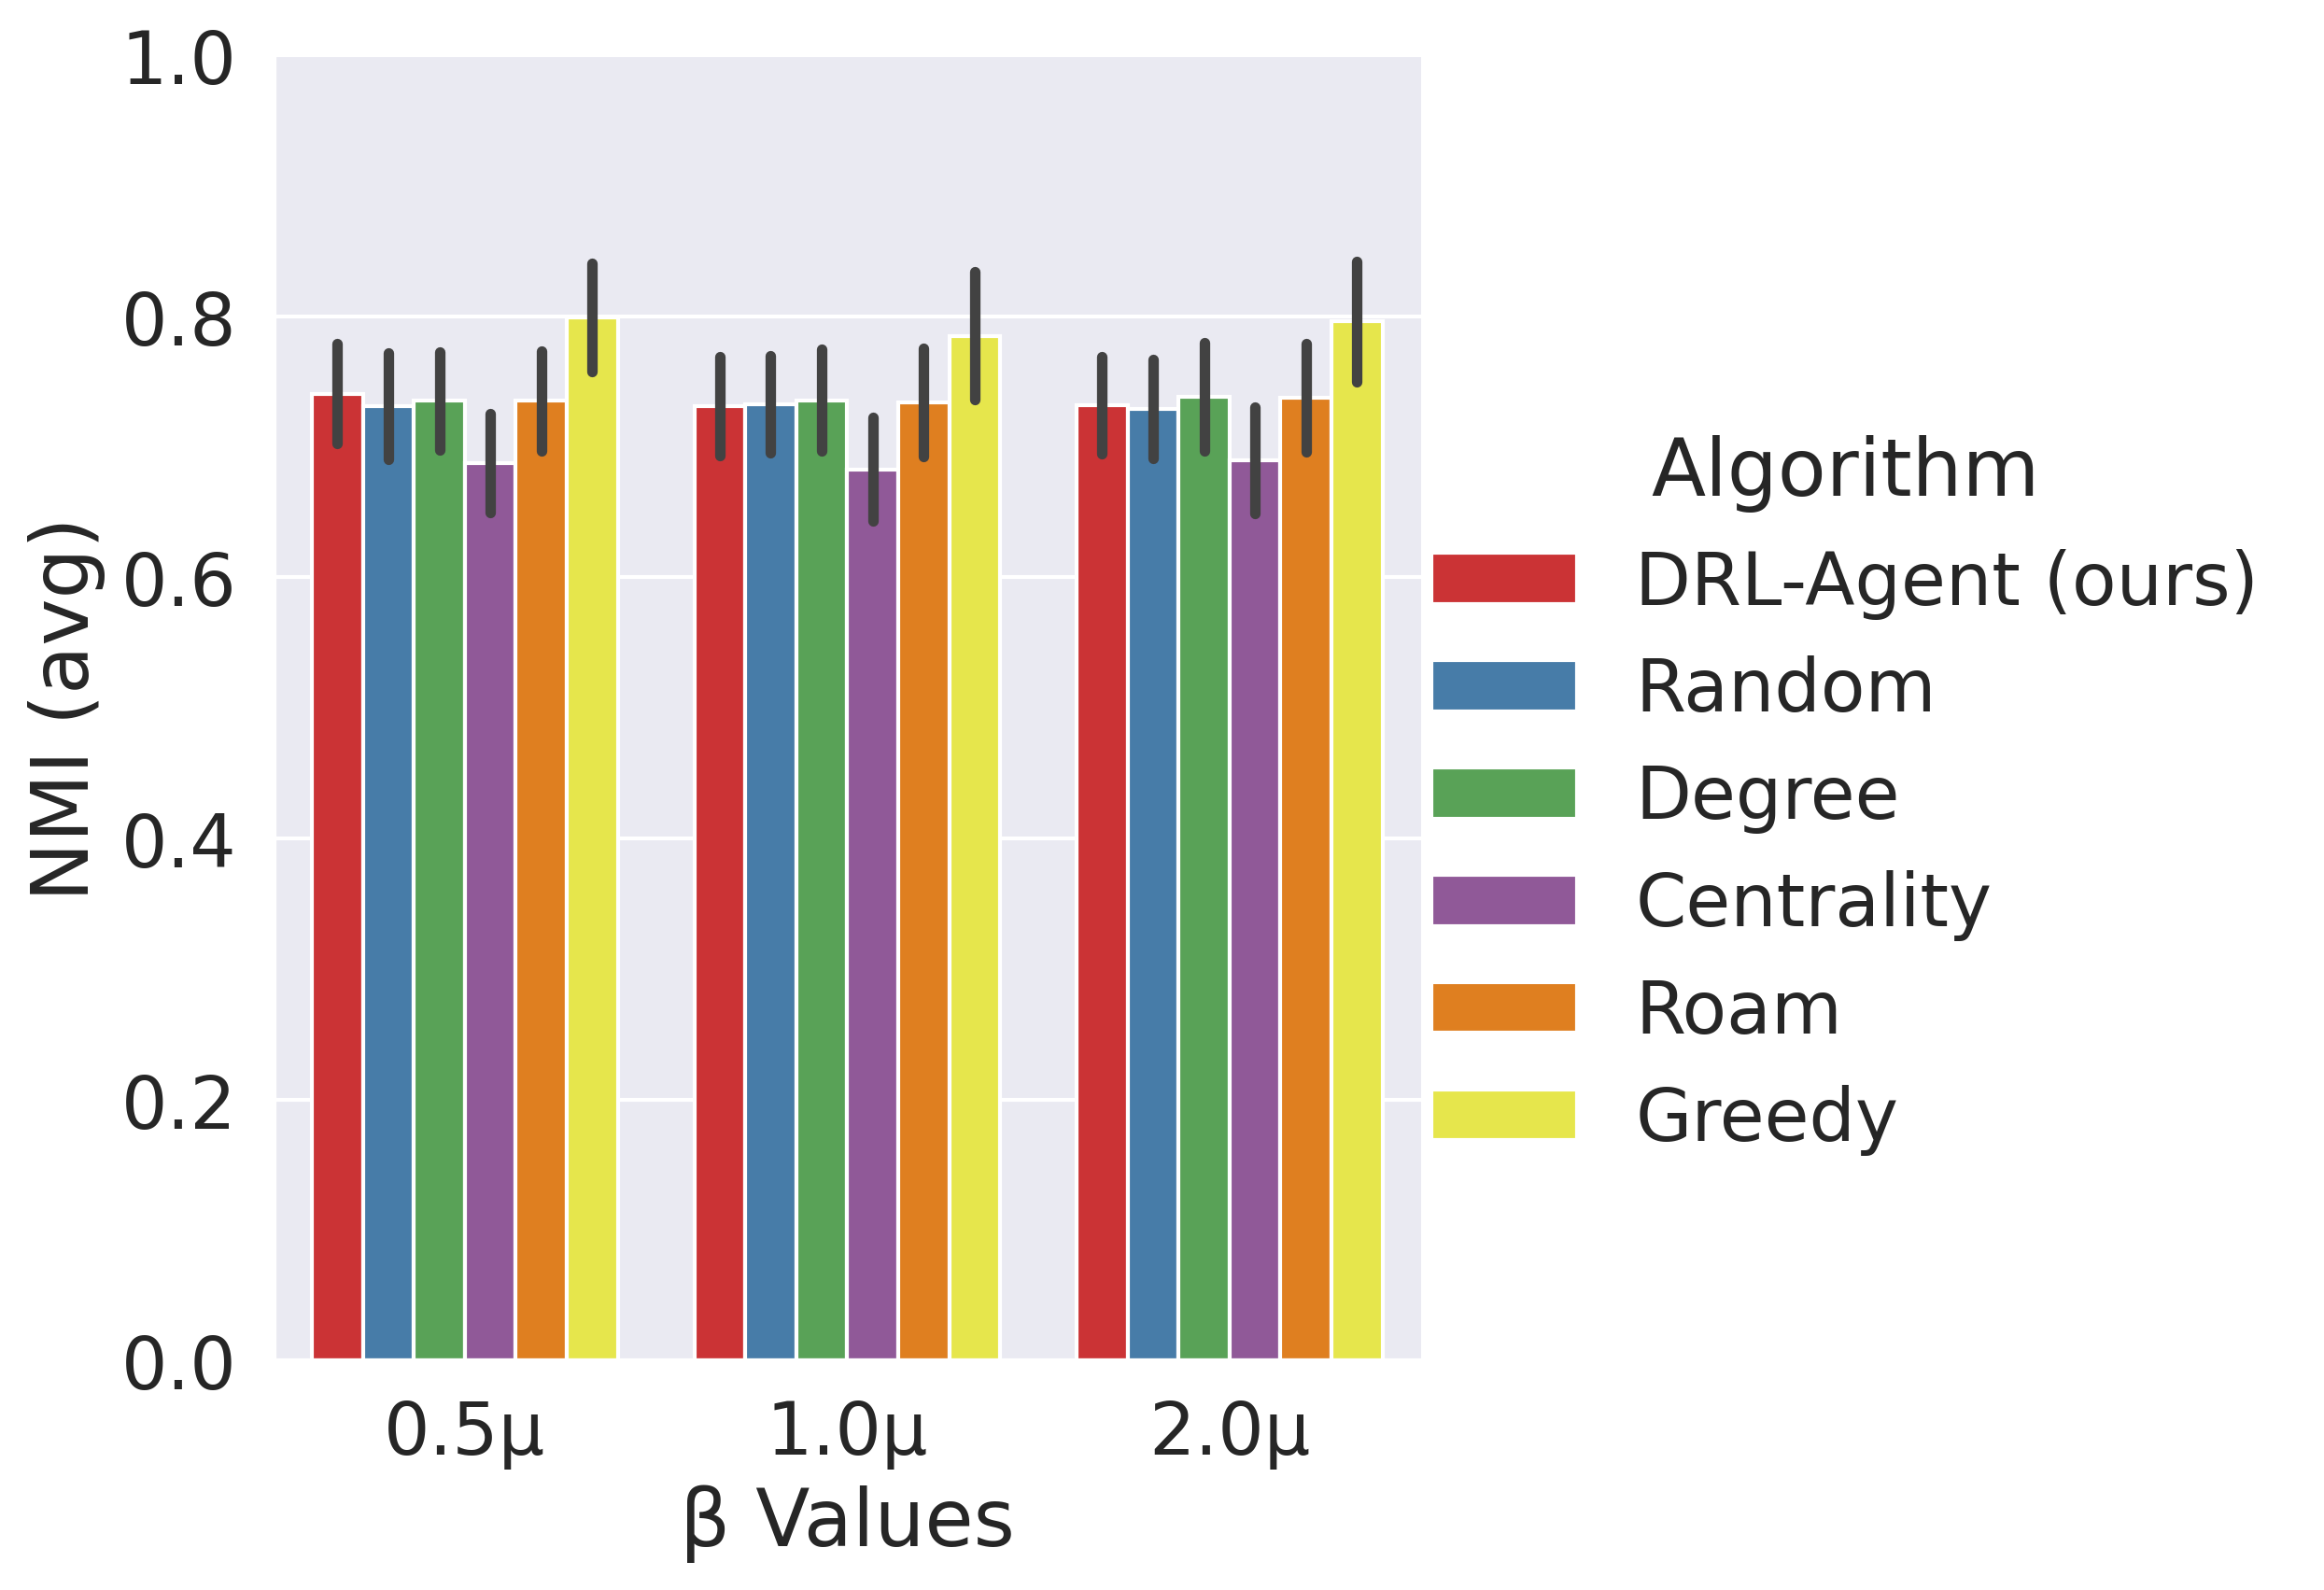 1.0
0.8
0.6
0.4
0.2
0.0
NMI (avg)
0.5μ 1.0μ 2.0μ
β Values
Algorithm
DRL-Agent (ours)
Random
Degree
Centrality
Roam
Greedy